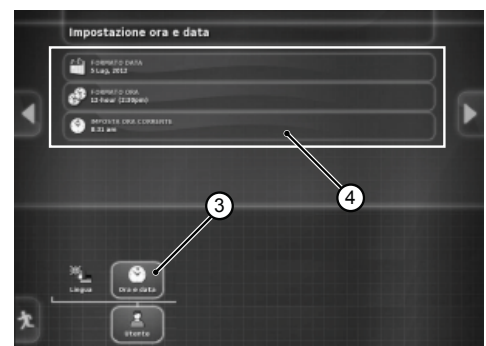 Impostazione ora e data
FORMATO DATA
5 Lug, 2012
FORMATO ORA
12-hour (2:39pm)
IMPOSTA ORA CORRENTE
8:31 am
4
3
Lingua
Ora e data
Utente